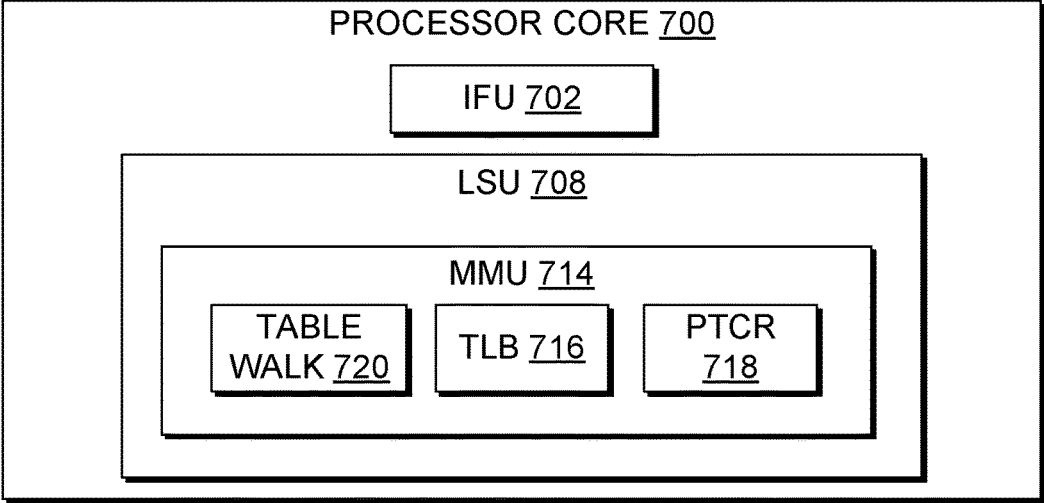 PROCESSOR CORE 700
IFU 702
LSU 708
MMU 714
TABLE
WALK 720
TLB 716
PTCR
718